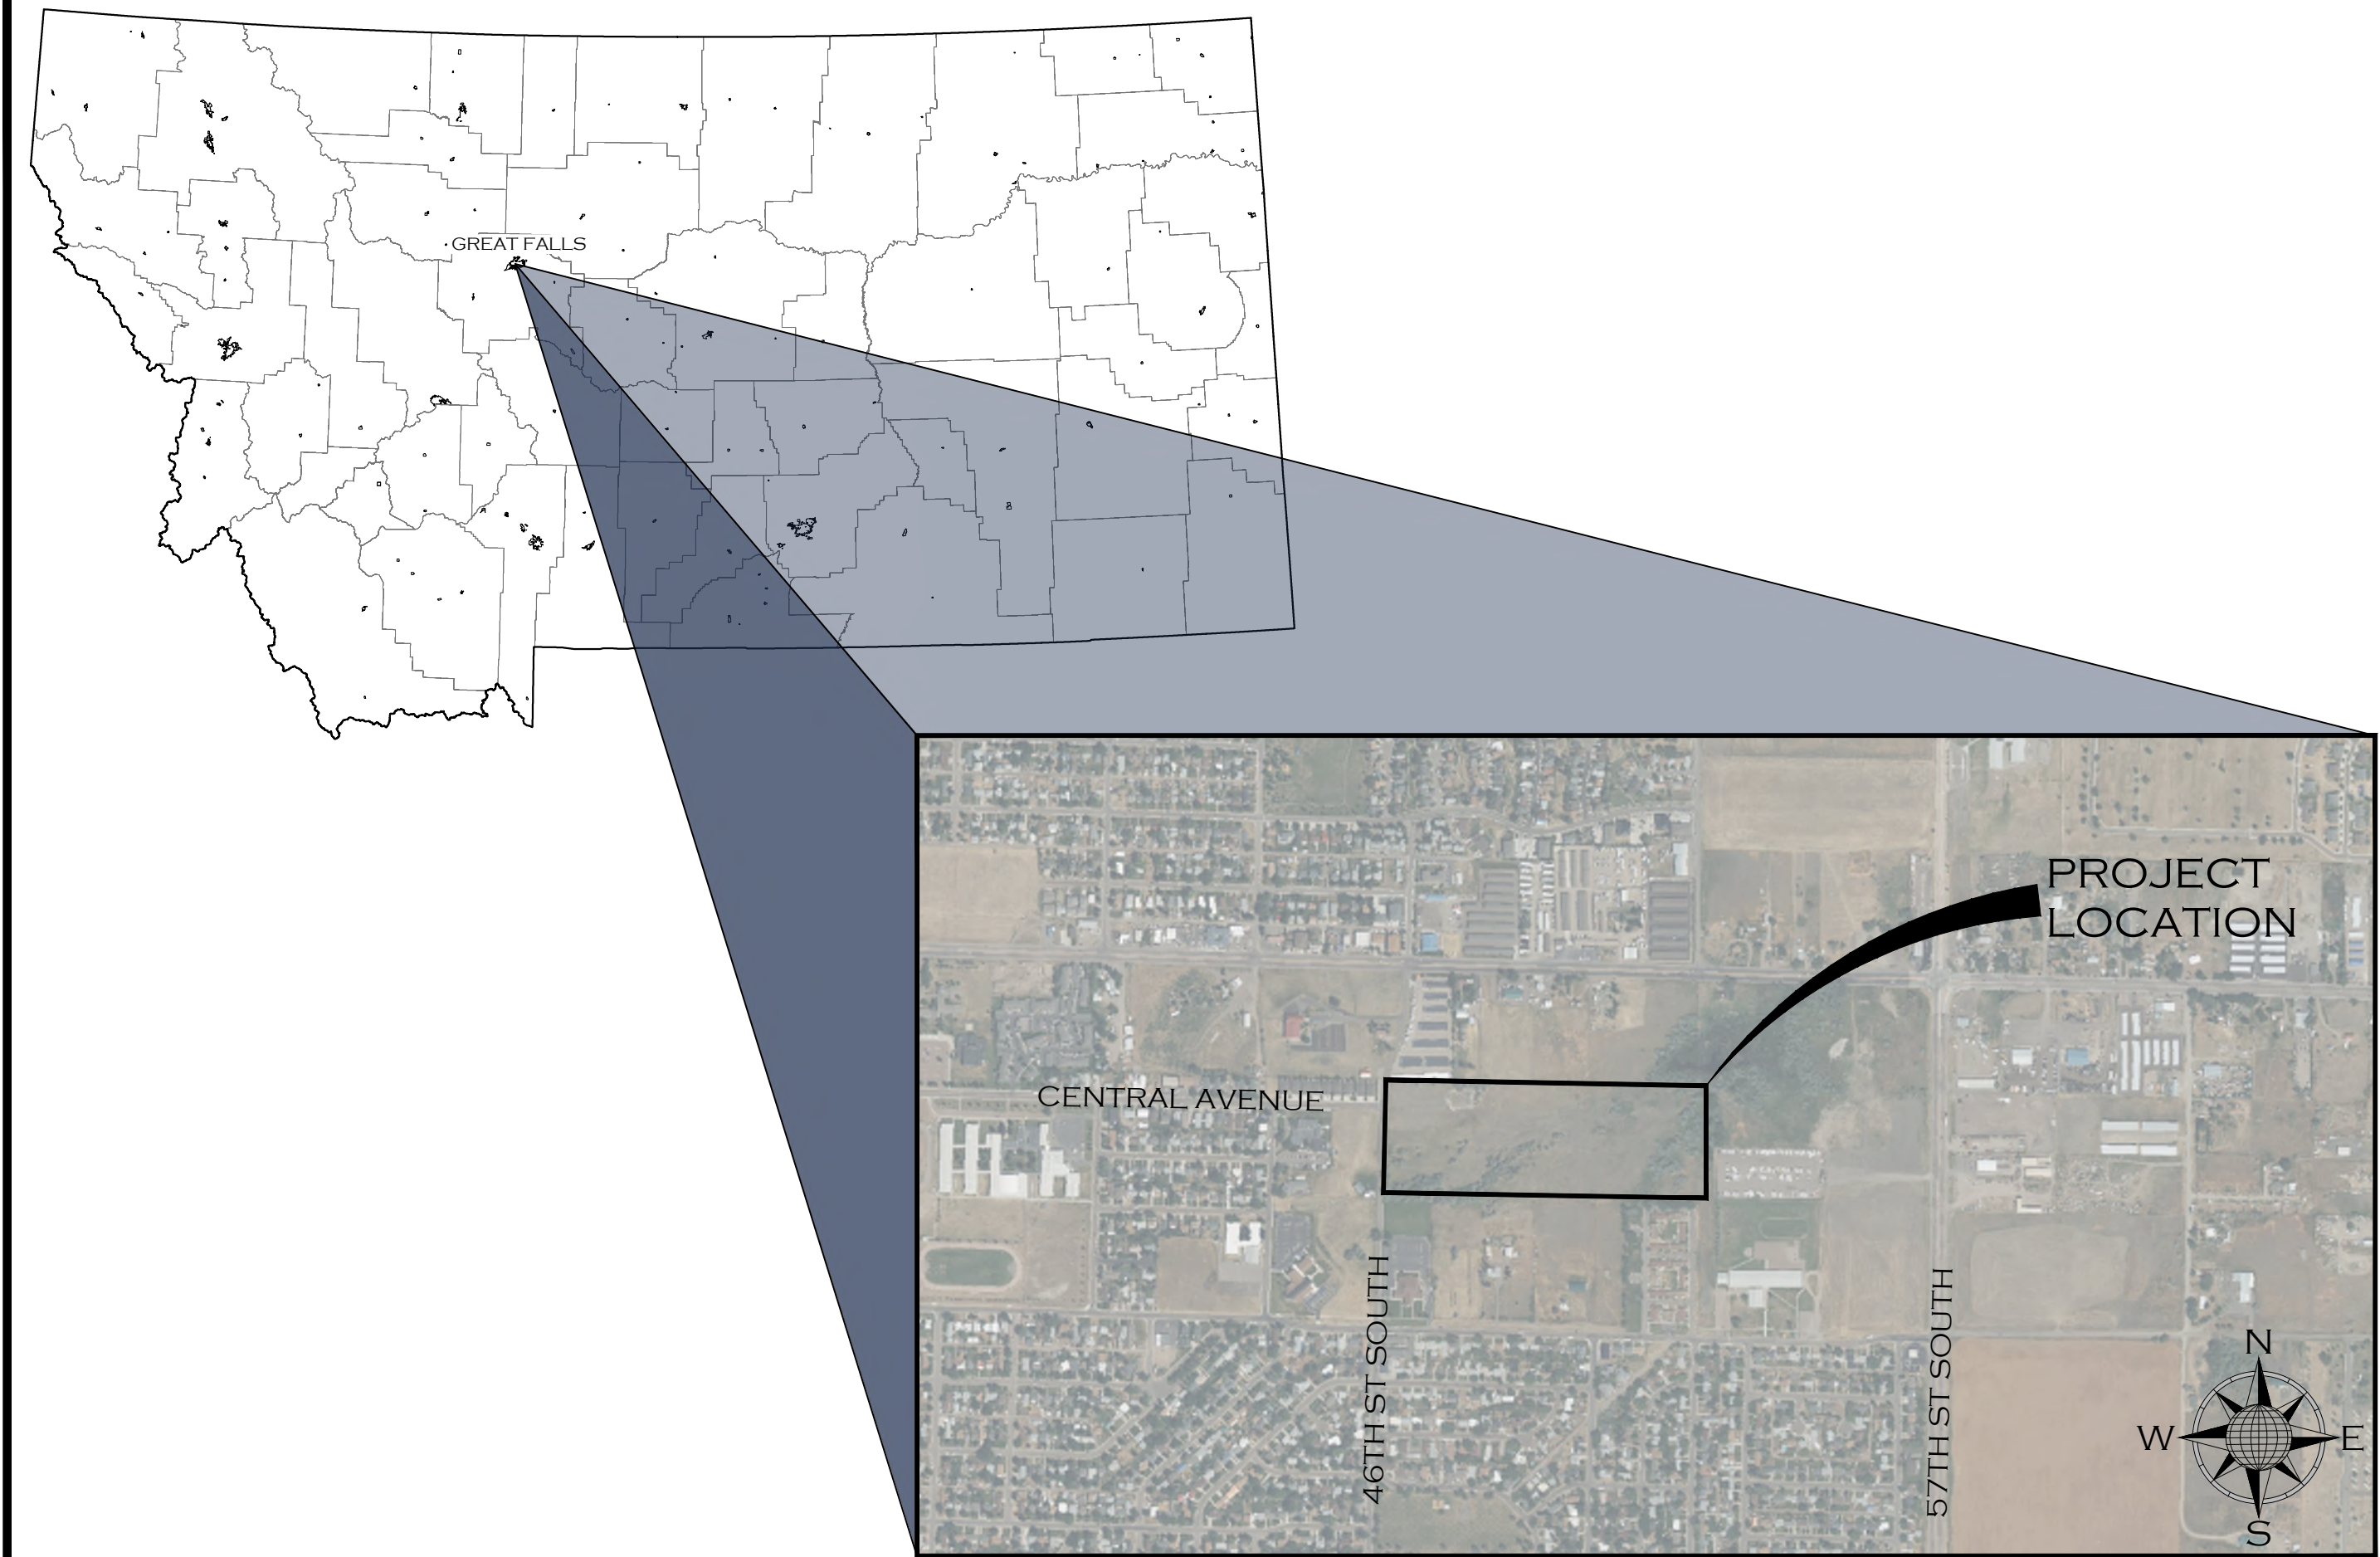 GREAT FALLS
PROJECT
LOCATION
CENTRAL AVENUE
46TH ST SOUTH
57TH ST SOUTH
N
W
E
S